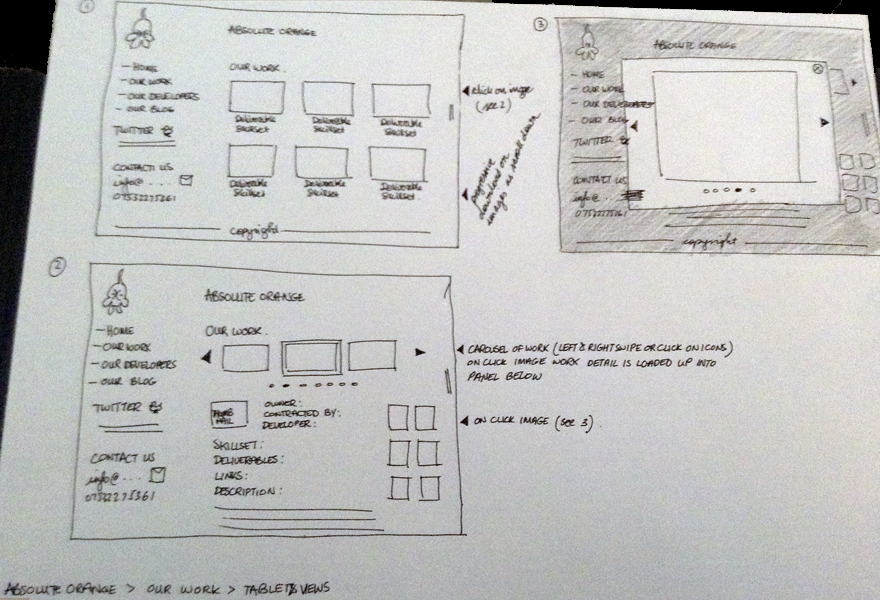 1
ABSOLUTE ORANGE
- HOME
- OUR WORK
- OUR DEVELOPERS
- OUR BLOG
TWITTER
CONTACT US
info@....
OUR WORK.
Deliverable
Skillset
Deliverable
Skillset
Deliverable
Skillset
Deliverable
Skillset
Deliverable
Skillset
Deliverable
Skillset.
copyright
click on image
(see 2)
progressive
download on
images as scroll down
3
ABSOLUTE ORANGE
- HOME
- OUR WORK
- OUR DEVELOPERS
- OUR BLOG
TWITTER
CONTACT US
info@...
copyright
2
ABSOLUTE ORANGE
- HOME
- OUR WORK
- OUR DEVELOPERS
- OUR BLOG
TWITTER
CONTACT US
info@....
OUR WORK.
THUMB
NAIL
OWNER:
CONTRACTED BY:
DEVELOPER:
SKILLSET:
DELIVERABLES:
LINKS:
DESCRIPTION:
CAROUSEL OF WORK (LEFT & RIGHT SWIPE OR CLICK ON ICONS)
ON CLICK IMAGE WORK DETAIL IS LOADED UP INTO
PANEL BELOW
ON CLICK IMAGE (see 3).
ABSOLUTE ORANGE > OUR WORK > TABLET VIEWS